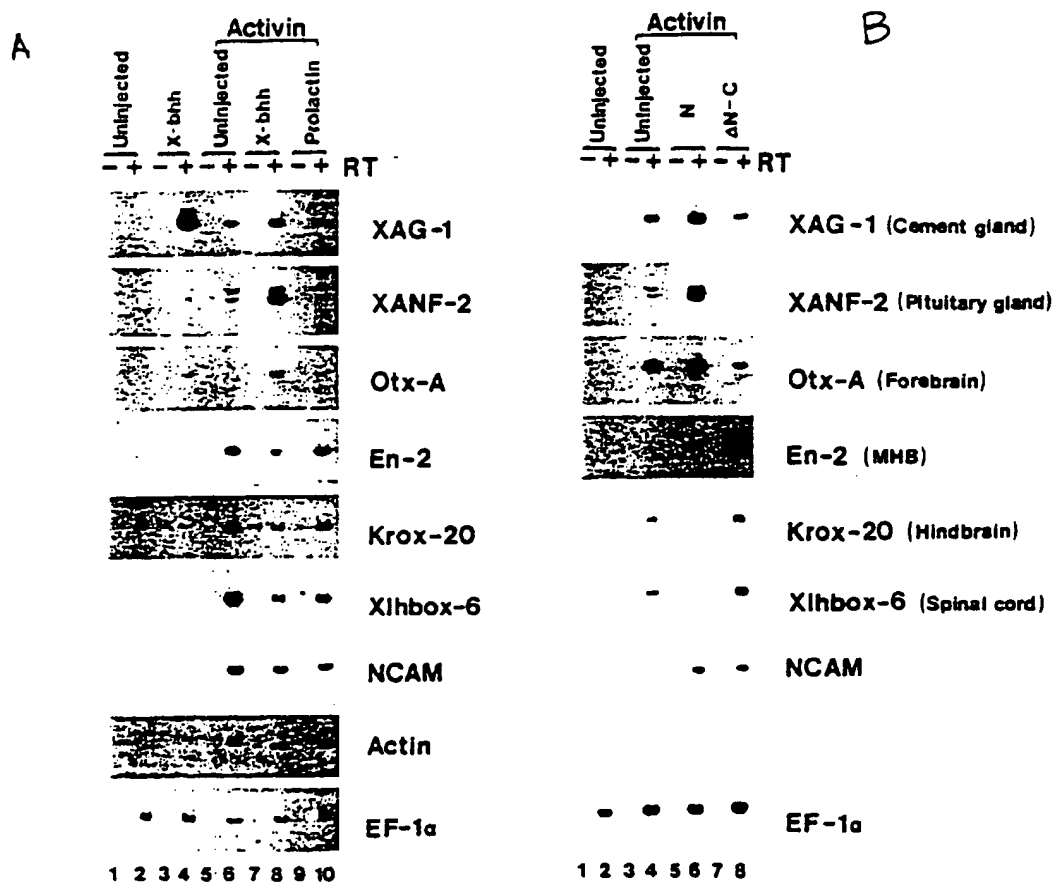 A
Activin
Uninjected
X-bhh
Uninjected
X-bhh
Prolactin
- + - + - + - + - + RT
XAG-1
XANF-2
Otx-A
En-2
Krox-20
Xlhbox-6
NCAM
Actin
EF-1α
1 2 3 4 5 6 7 8 9 10
B
Activin
Uninjected
Uninjected
N
ΔN-C
- + - + - + - + RT
XAG-1 (Cement gland)
XANF-2 (Pituitary gland)
Otx-A (Forebrain)
En-2 (MHB)
Krox-20 (Hindbrain)
Xlhbox-6 (Spinal cord)
NCAM
EF-1α
1 2 3 4 5 6 7 8